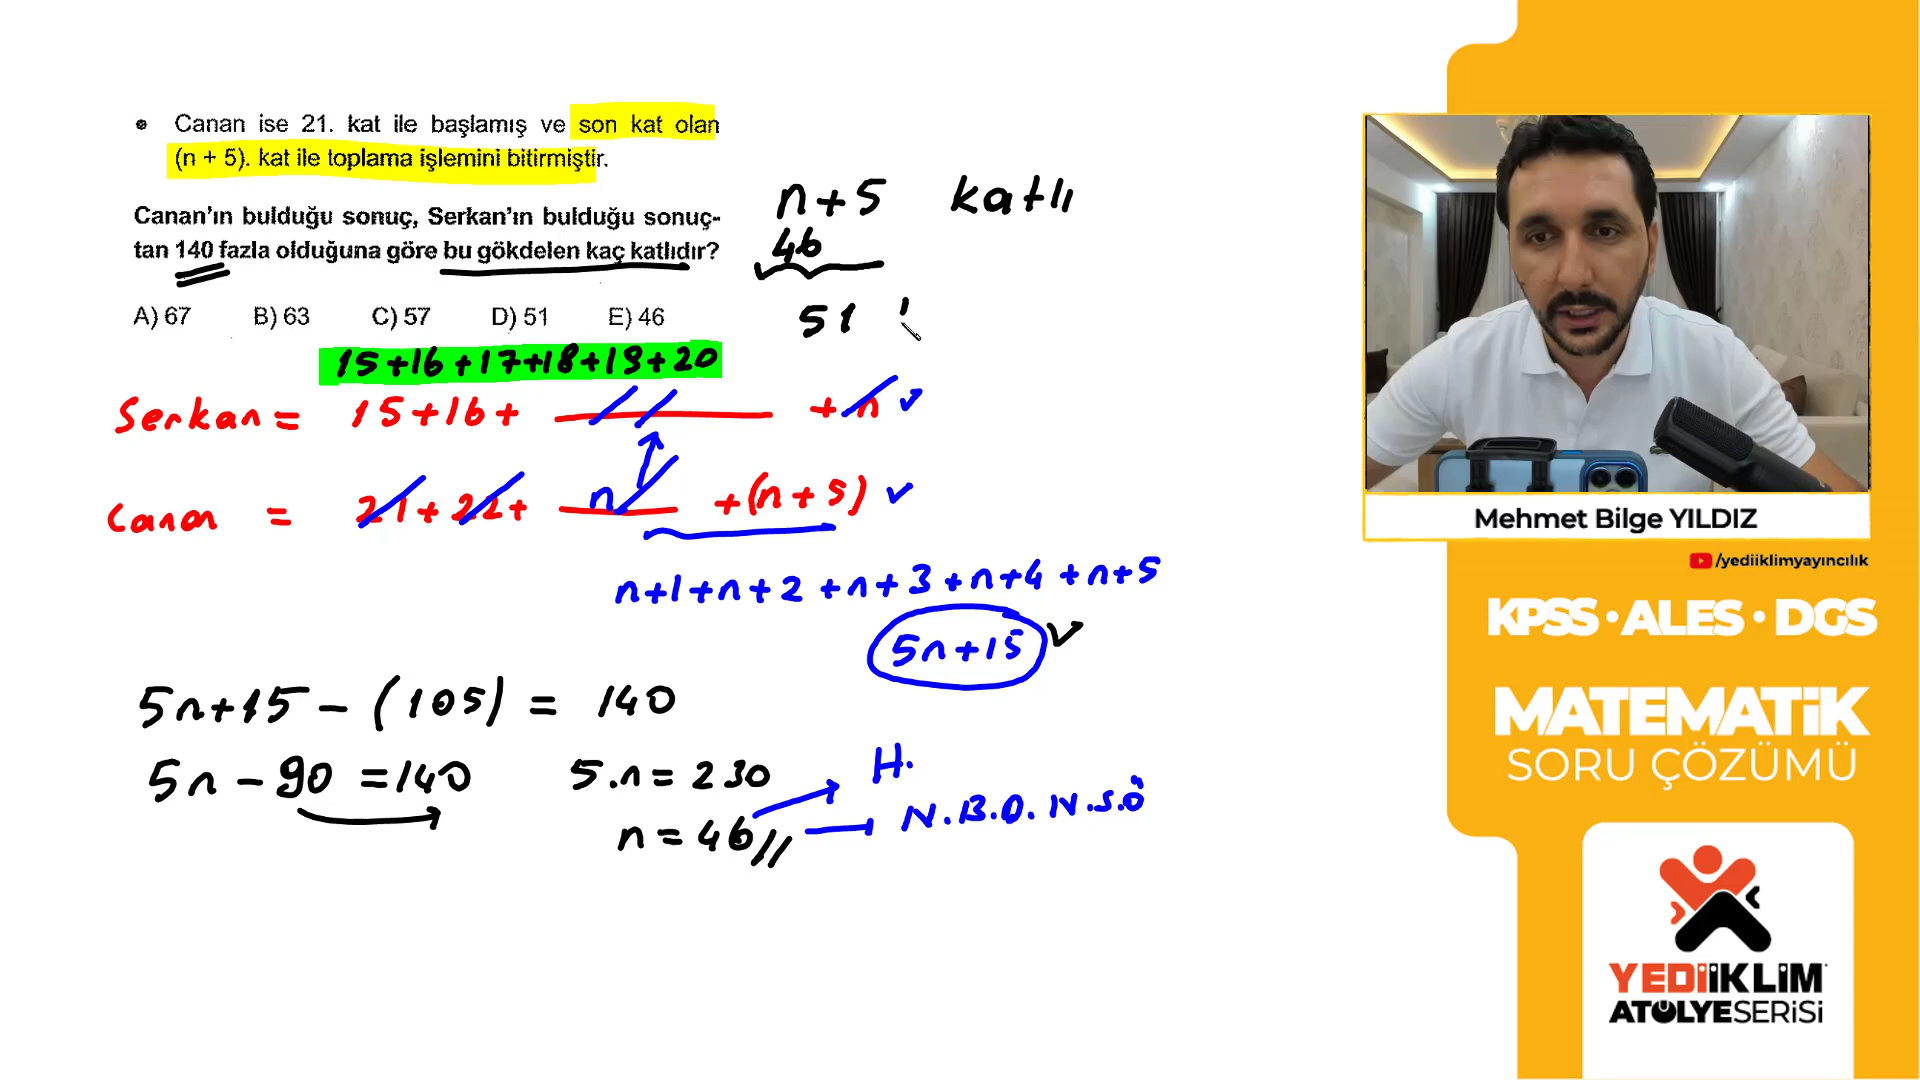 • Canan ise 21. kat ile başlamış ve son kat olan
(n + 5). kat ile toplama işlemini bitirmiştir.
Canan'ın bulduğu sonuç, Serkan'ın bulduğu sonuç-
tan 140 fazla olduğuna göre bu gökdelen kaç katlıdır?
A) 67 B) 63 C) 57 D) 51 E) 46
n+5 katlı
46
51
15+16+17+18+19+20
Serkan = 15+16+ +n
Canan = 21+22+ n +(n+5)
n+1+n+2+n+3+n+4+n+5
5n+15
5n+15-(105) = 140
5n-90=140
5.n=230
n=46//
H.
N.B.O. N.S.Ö
Mehmet Bilge YILDIZ
/yediiklimyayıncılık
KPSS • ALES • DGS
MATEMATİK
SORU ÇÖZÜMÜ
YEDİİKLİM
ATÖLYESERİSİ